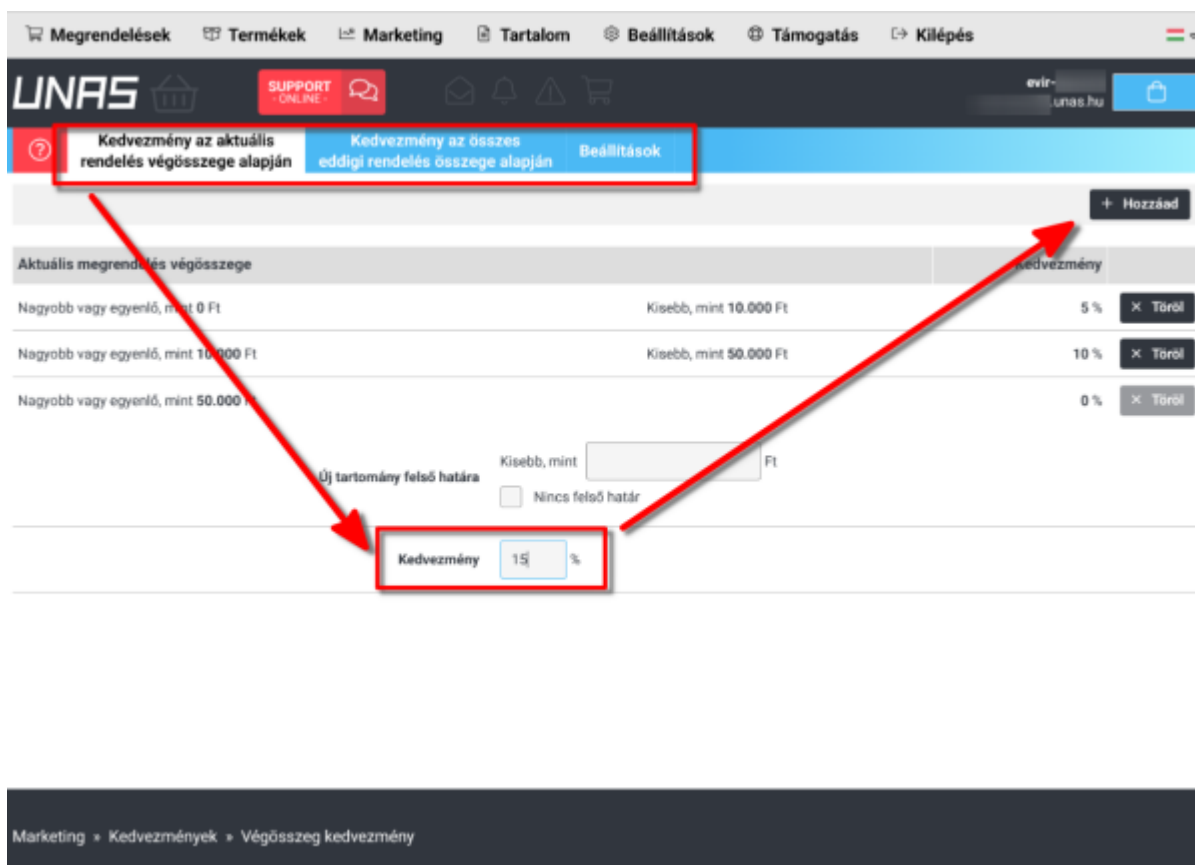 Megrendelések Termékek Marketing Tartalom Beállítások Támogatás Kilépés
UNAS SUPPORT
- ONLINE -
evir-
.unas.hu
Kedvezmény az aktuális
rendelés végösszege alapján
Kedvezmény az összes
eddigi rendelés összege alapján
Beállítások
+ Hozzáad
Aktuális megrendelés végösszege Kedvezmény
Nagyobb vagy egyenlő, mint 0 Ft Kisebb, mint 10.000 Ft 5 % × Töröl
Nagyobb vagy egyenlő, mint 10.000 Ft Kisebb, mint 50.000 Ft 10 % × Töröl
Nagyobb vagy egyenlő, mint 50.000 Ft 0 % × Töröl
Új tartomány felső határa
Kisebb, mint Ft
Nincs felső határ
Kedvezmény 15 %
Marketing » Kedvezmények » Végösszeg kedvezmény